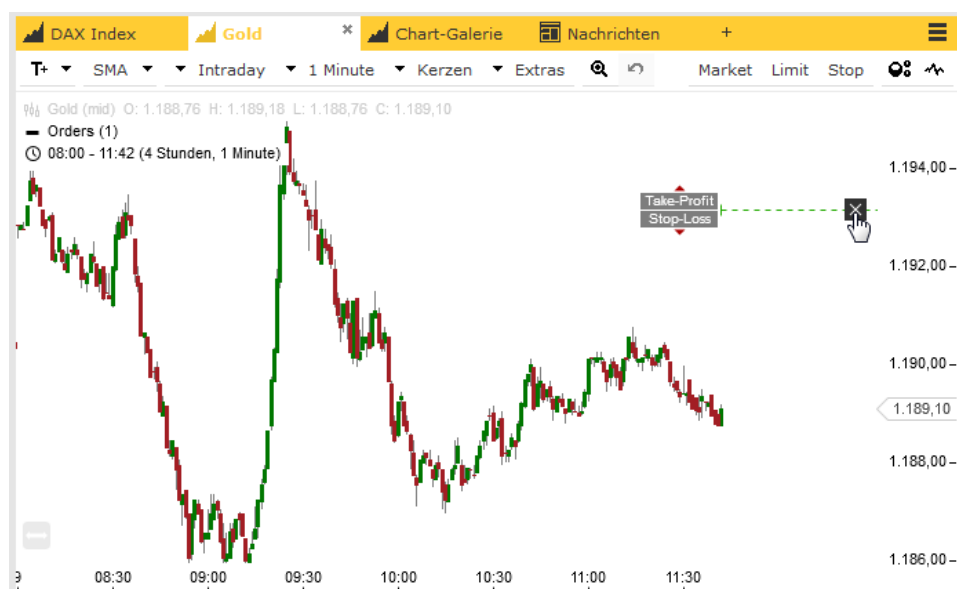 DAX Index Gold × Chart-Galerie Nachrichten +
T+ SMA Intraday 1 Minute Kerzen Extras Market Limit Stop
Gold (mid) O: 1.188,76 H: 1.189,18 L: 1.188,76 C: 1.189,10
Orders (1)
08:00 - 11:42 (4 Stunden, 1 Minute)
1.194,00
Take-Profit
Stop-Loss
1.192,00
1.190,00
1.189,10
1.188,00
1.186,00
08:30 09:00 09:30 10:00 10:30 11:00 11:30